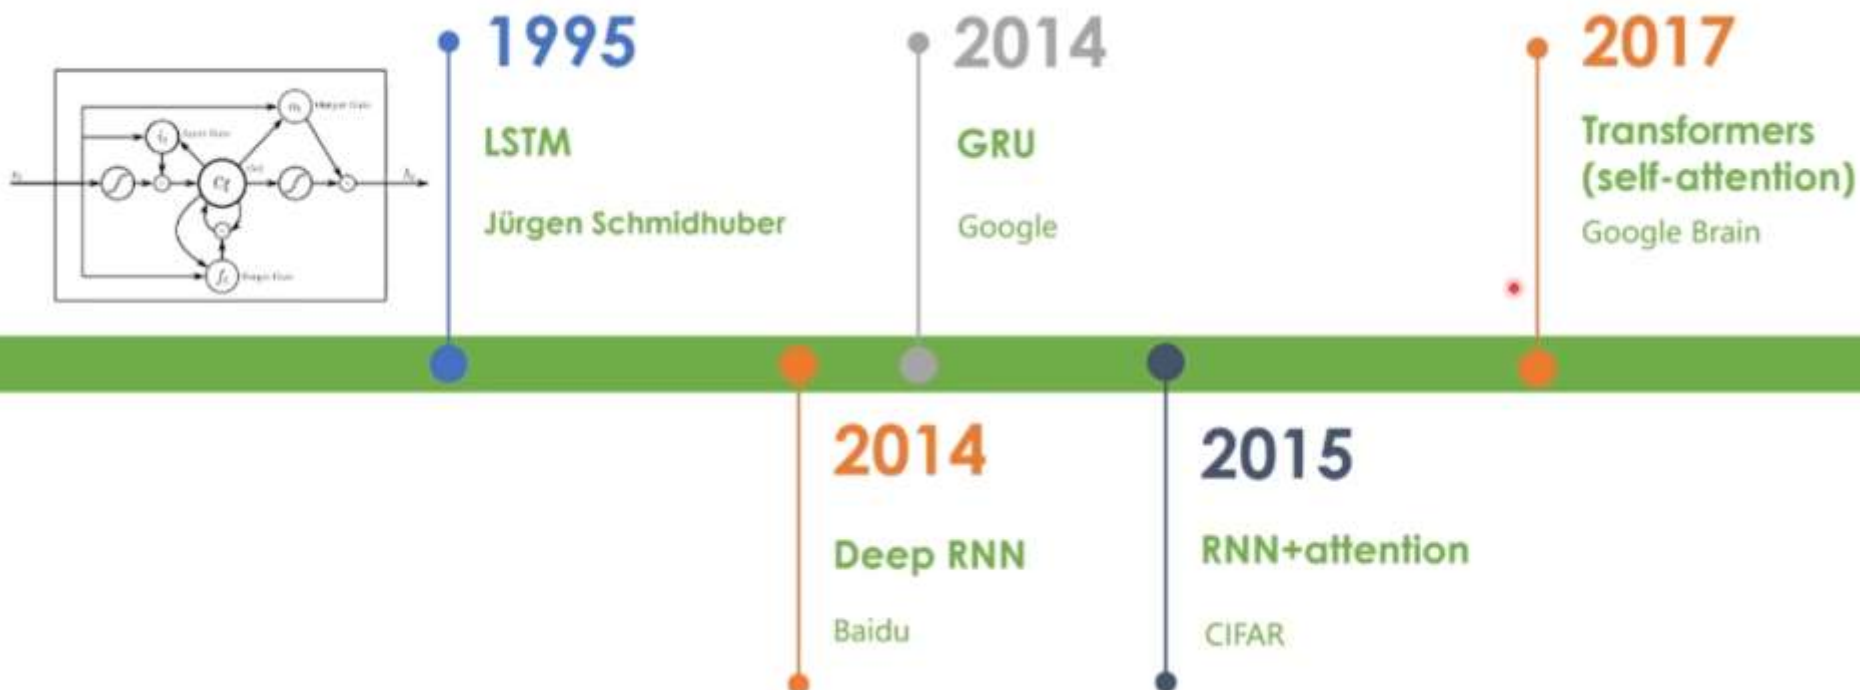 1995
LSTM
Jürgen Schmidhuber
2014
GRU
Google
2017
Transformers
(self-attention)
Google Brain
Ct
2014
Deep RNN
Baidu
2015
RNN+attention
CIFAR